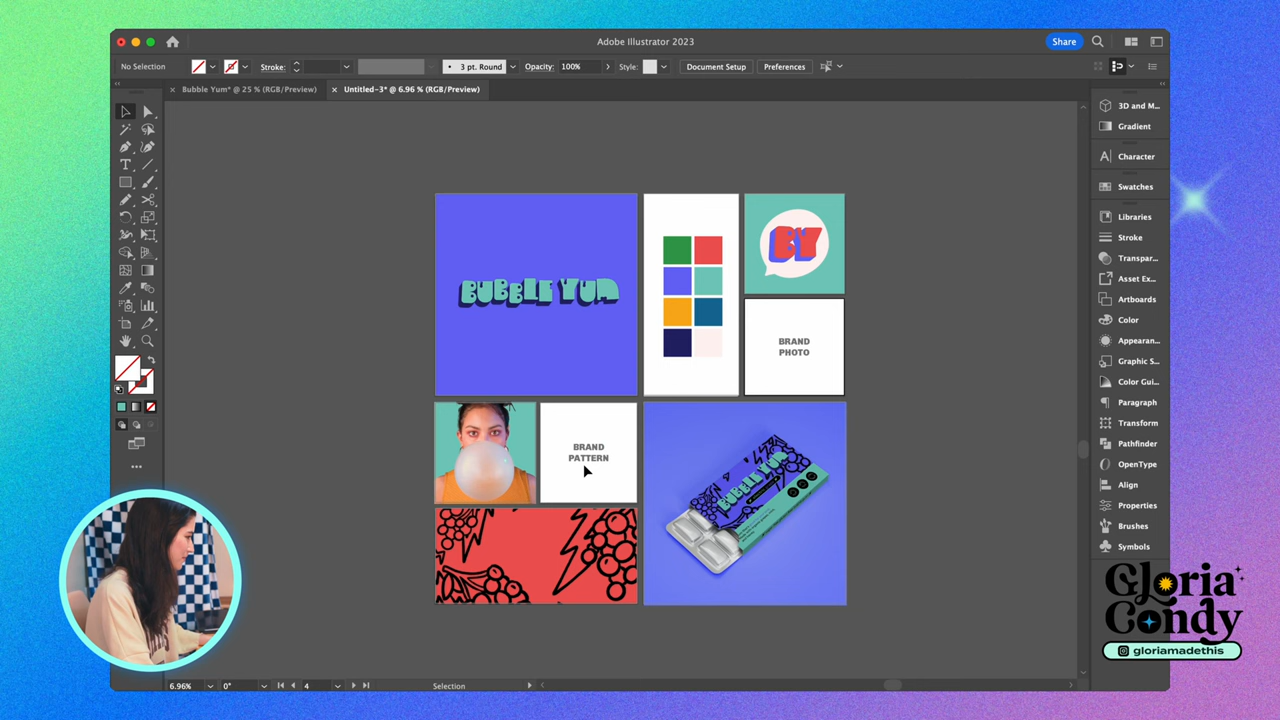 Adobe Illustrator 2023
Share
No Selection
Stroke:
3 pt. Round
Opacity: 100%
Style:
Document Setup
Preferences
× Bubble Yum* @ 25 % (RGB/Preview)
× Untitled-3* @ 6.96 % (RGB/Preview)
3D and M...
Gradient
Character
Swatches
Libraries
Stroke
Transpar...
Asset Ex...
Artboards
Color
Appearan...
Graphic S...
Color Gui...
Paragraph
Transform
Pathfinder
OpenType
Align
Properties
Brushes
Symbols
BUBBLE YUM
BY
BRAND
PHOTO
BRAND
PATTERN
BUBBLE YUM
6.96%
0°
4
Selection
Gloria
Condy
gloriamadethis